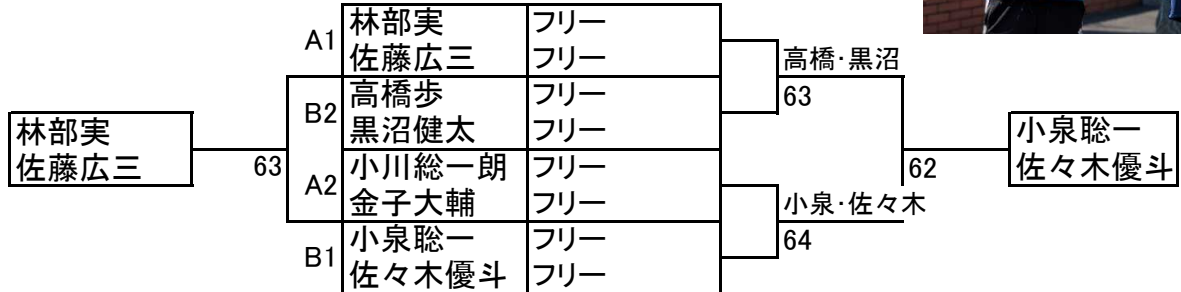 A1 林部実 フリー
佐藤広三 フリー
高橋・黒沼
B2 高橋歩 フリー 63
黒沼健太 フリー
林部実
佐藤広三
63
小泉聡一
佐々木優斗
62
A2 小川総一朗 フリー
金子大輔 フリー
小泉・佐々木
B1 小泉聡一 フリー 64
佐々木優斗 フリー